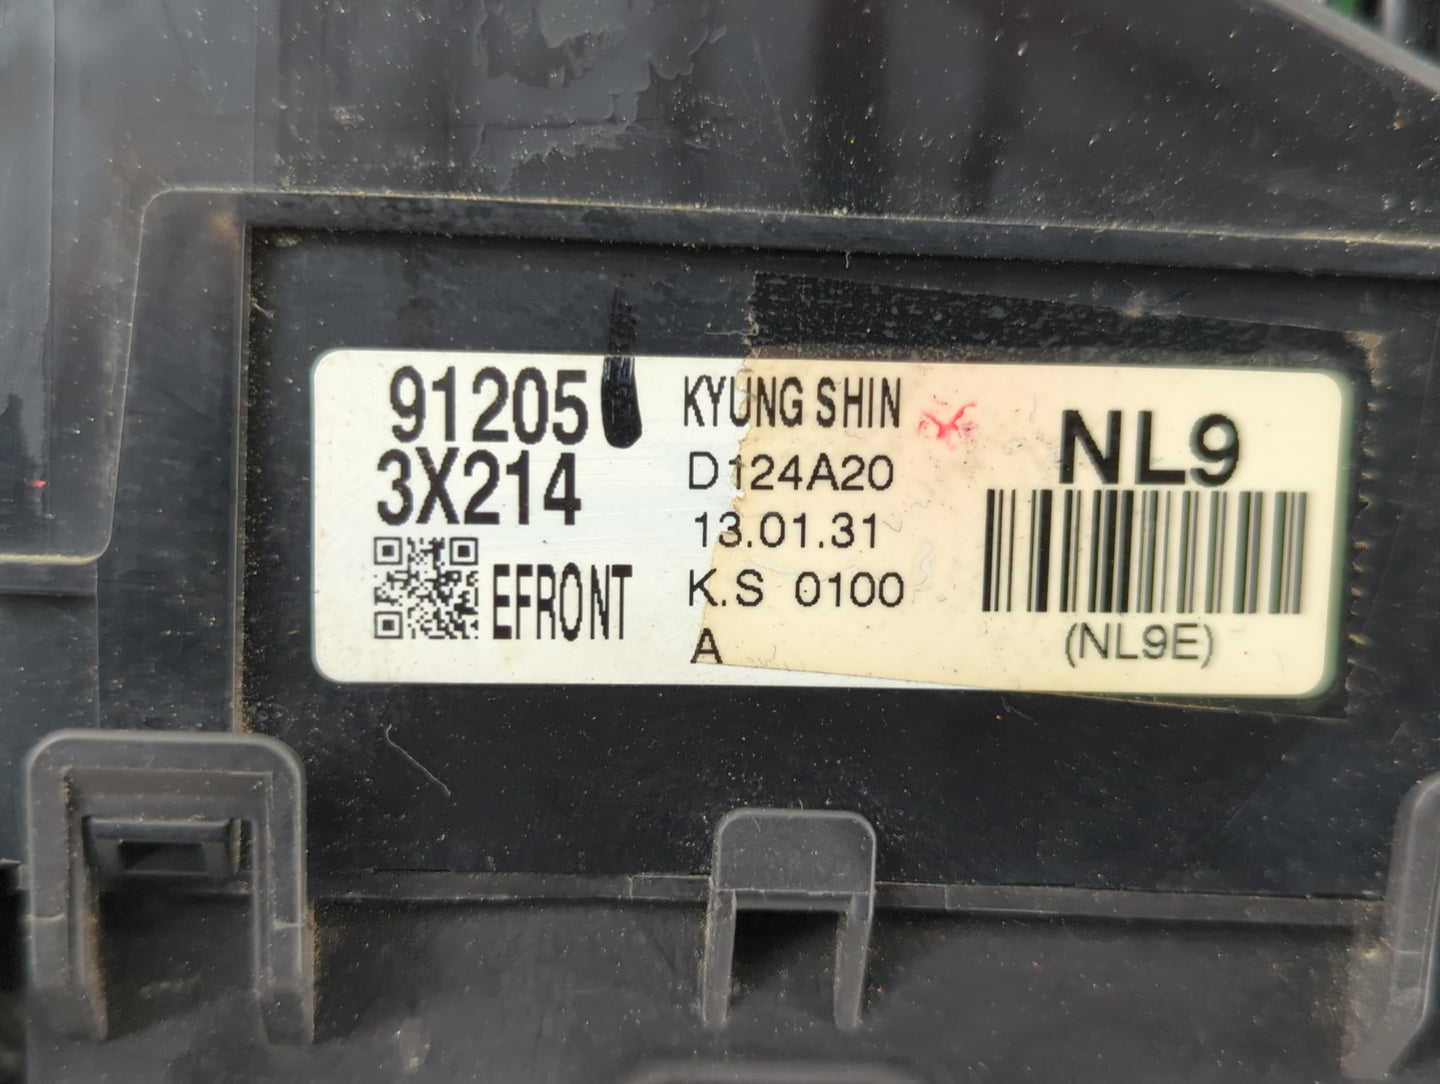 91205
3X214
EFRONT
KYUNG SHIN
D124A20
13.01.31
K.S 0100
A
NL9
(NL9E)